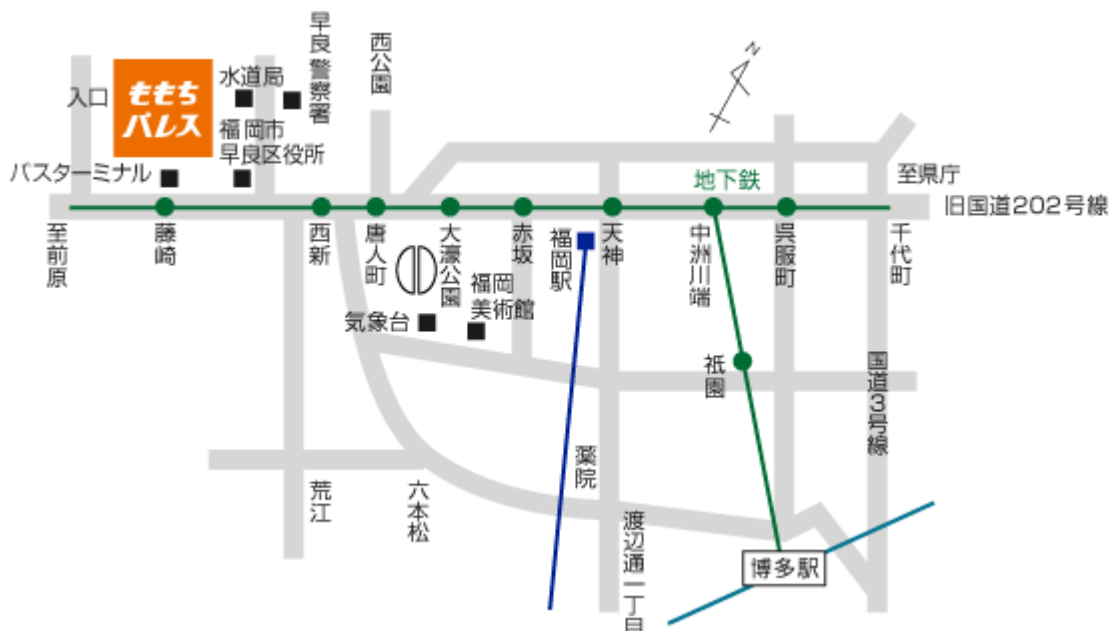 早良警察署
西公園
N
入口
ももち
パレス
水道局
福岡市
早良区役所
バスターミナル
地下鉄
至県庁
旧国道202号線
至前原
藤崎
西新
唐人町
大濠公園
赤坂
福岡駅
天神
中洲川端
呉服町
千代町
福岡
美術館
気象台
祇園
国道3号線
薬院
荒江
六本松
渡辺通一丁目
博多駅